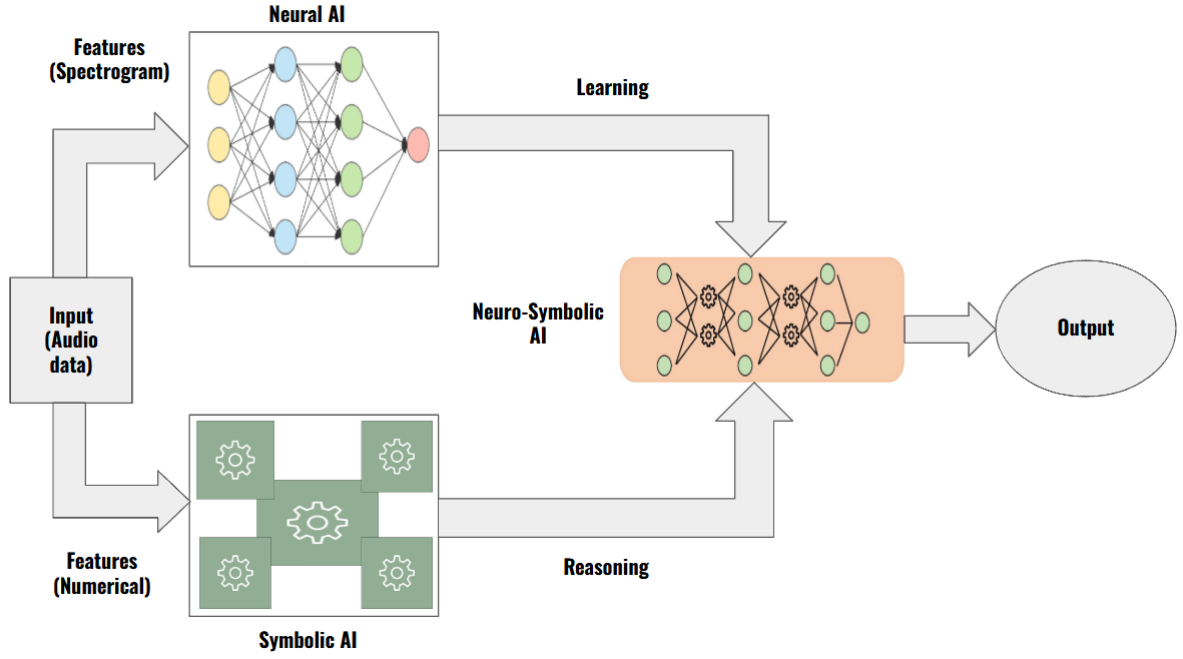 Neural AI
Features
(Spectrogram)
Learning
Input
(Audio
data)
Neuro-Symbolic
AI
Output
Features
(Numerical)
Reasoning
Symbolic AI